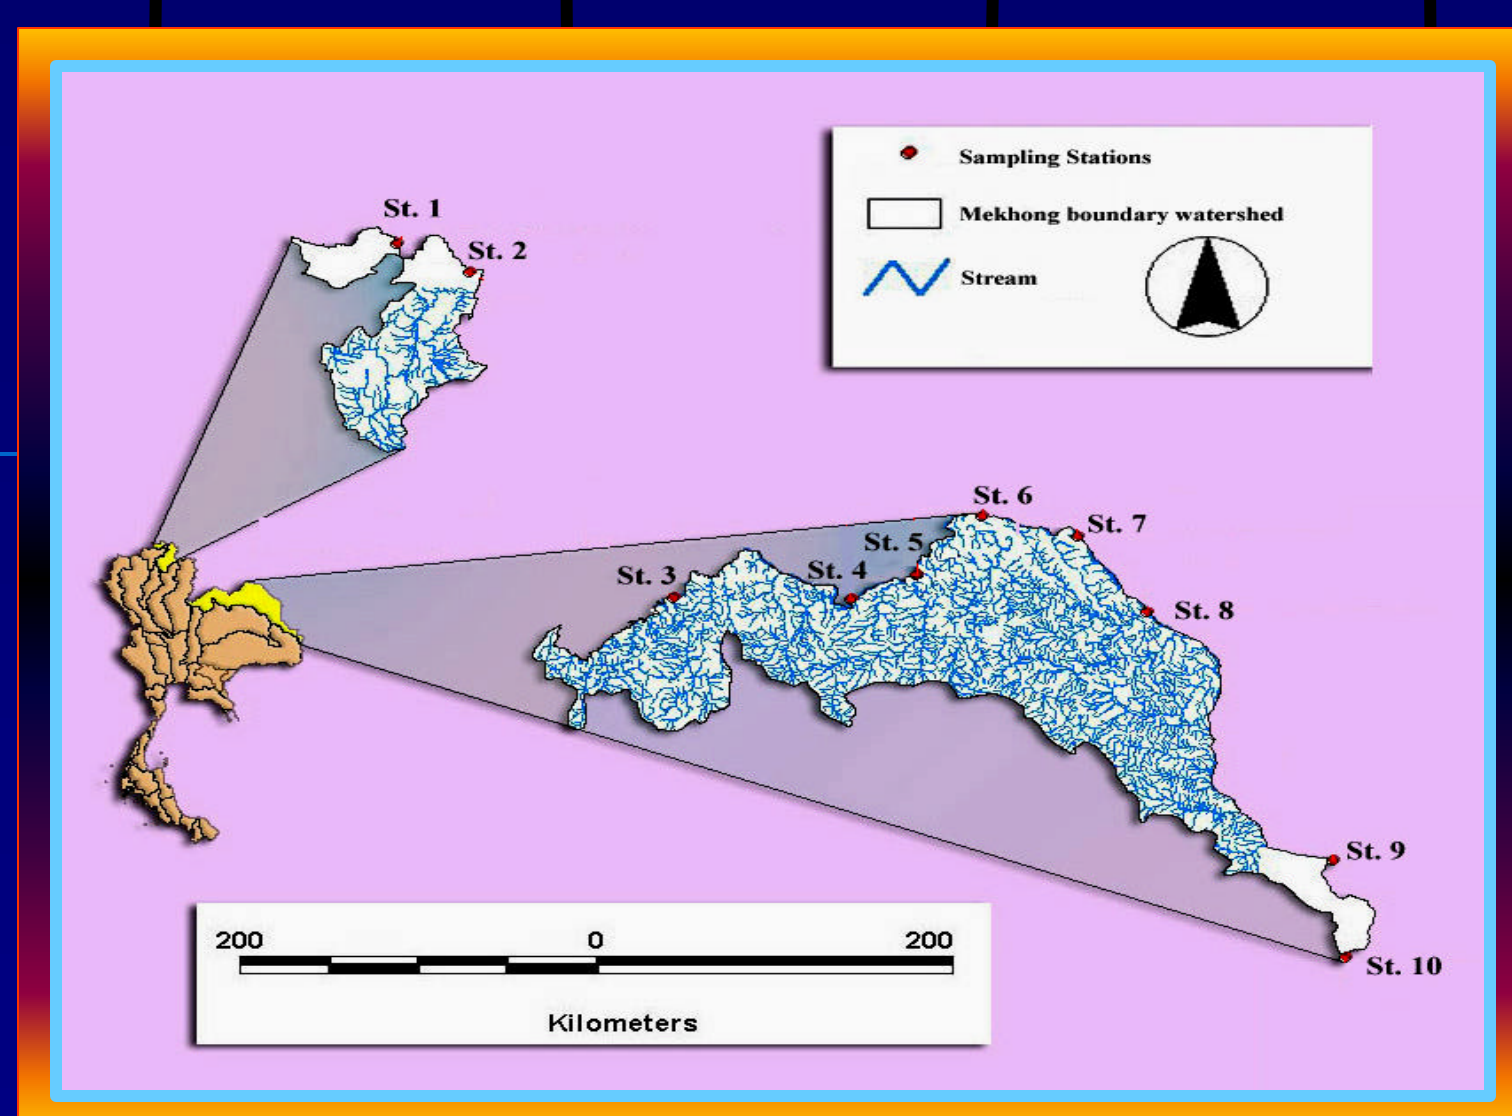 Sampling Stations
Mekhong boundary watershed
Stream
St. 1
St. 2
St. 6
St. 7
St. 5
St. 4
St. 3
St. 8
St. 9
St. 10
200 0 200
Kilometers